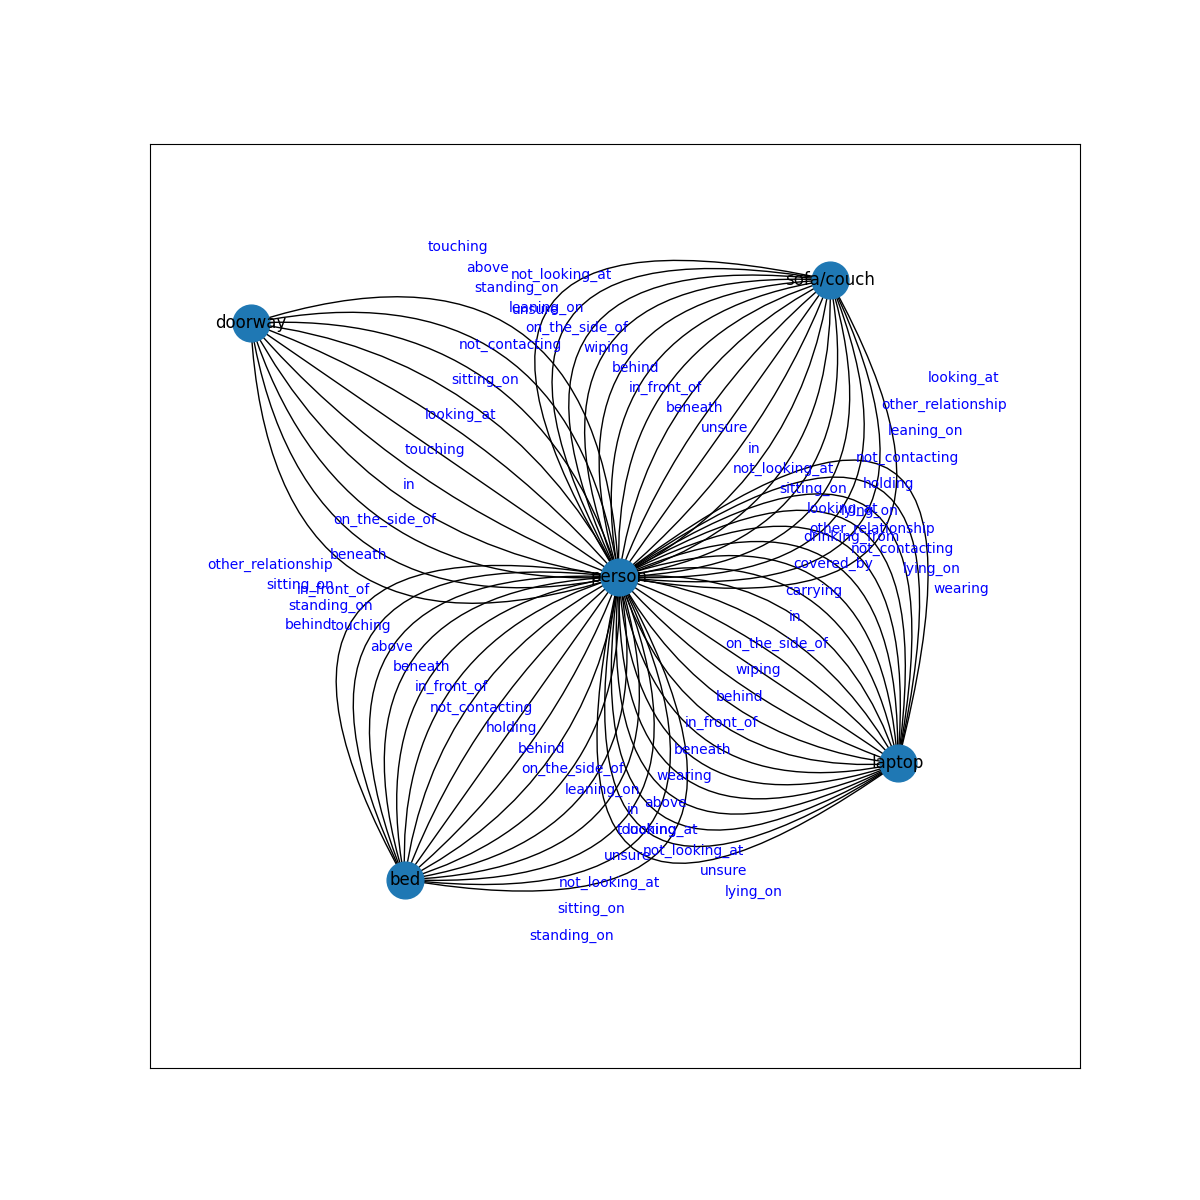 touching
above
not_looking_at
sofa/couch
standing_on
leaning_on
unsure
doorway
on_the_side_of
not_contacting
wiping
behind
looking_at
sitting_on
in_front_of
other_relationship
beneath
looking_at
unsure
leaning_on
touching
in
not_contacting
not_looking_at
in
holding
sitting_on
looking_at
lying_on
on_the_side_of
other_relationship
drinking_from
not_contacting
beneath
other_relationship
covered_by
lying_on
person
sitting_on
in_front_of
carrying
wearing
standing_on
in
behind
touching
on_the_side_of
above
beneath
wiping
in_front_of
behind
not_contacting
in_front_of
holding
behind
beneath
laptop
on_the_side_of
wearing
leaning_on
in
above
touching
looking_at
unsure
not_looking_at
unsure
bed
not_looking_at
lying_on
sitting_on
standing_on